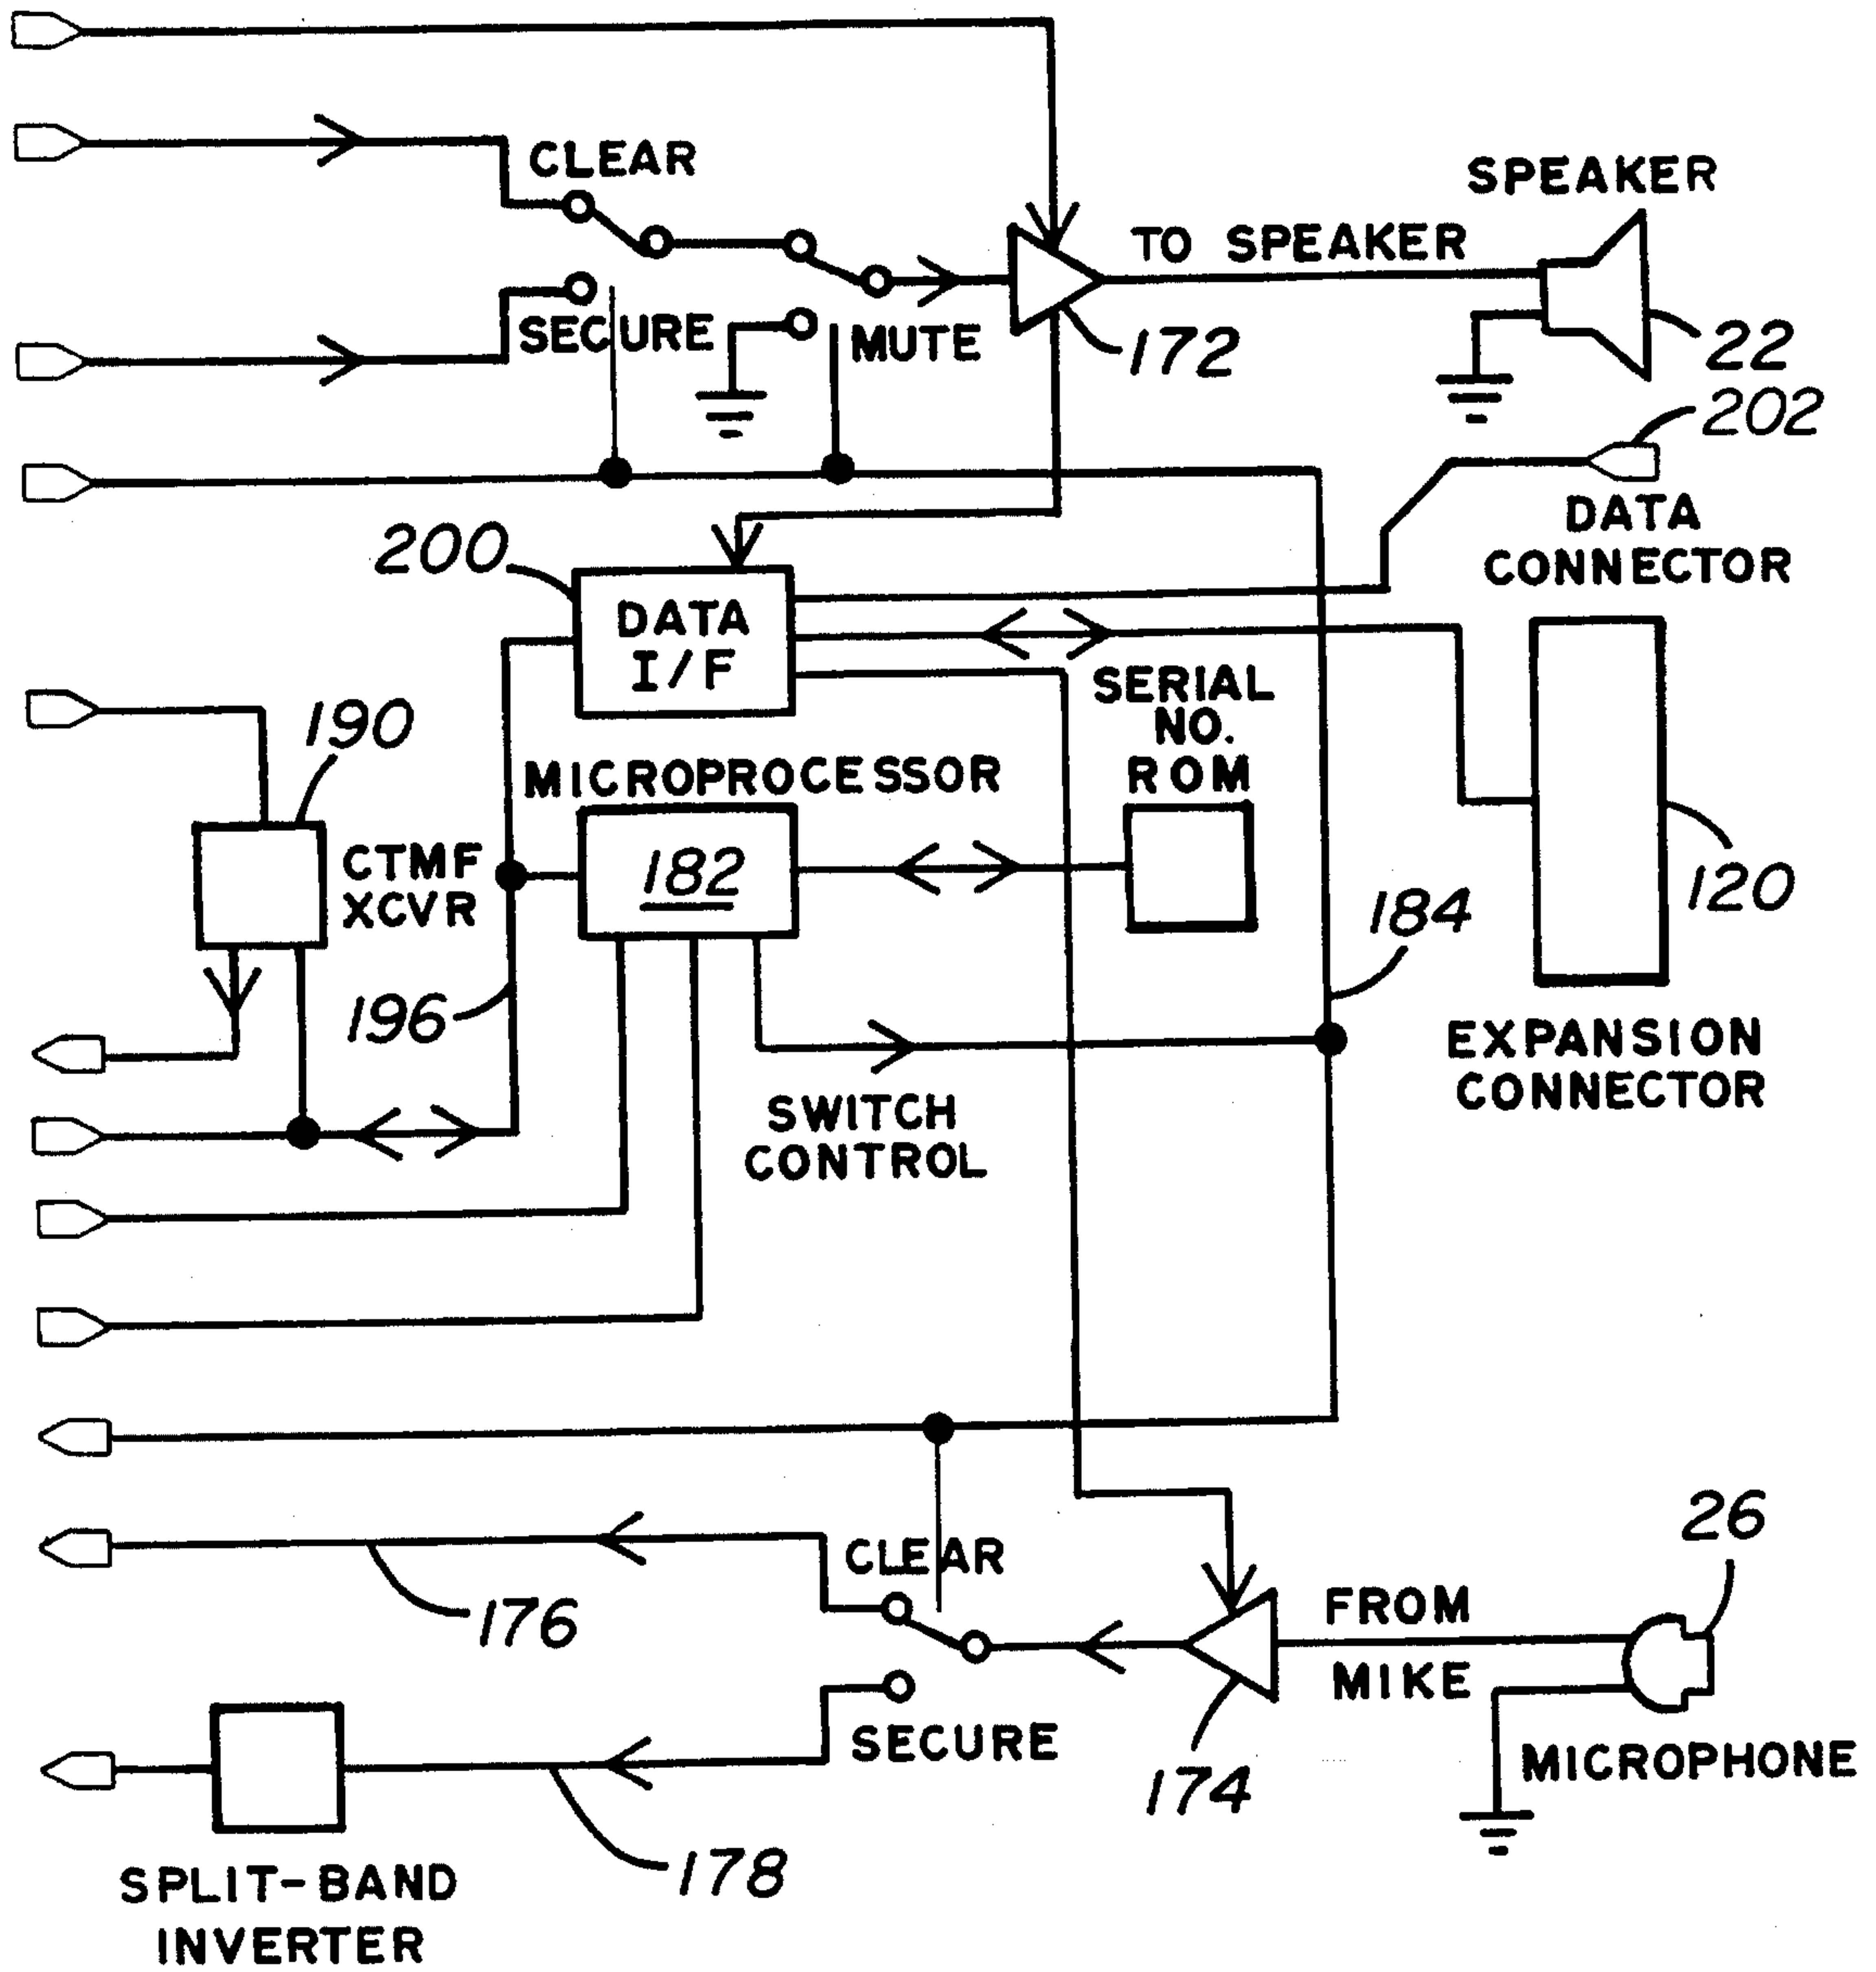 CLEAR
SPEAKER
TO SPEAKER
SECURE
MUTE
172
22
202
DATA
CONNECTOR
200
DATA
I/F
SERIAL
NO.
ROM
190
MICROPROCESSOR
CTMF
XCVR
182
120
184
196
EXPANSION
CONNECTOR
SWITCH
CONTROL
26
CLEAR
FROM
MIKE
176
SECURE
174
MICROPHONE
178
SPLIT-BAND
INVERTER